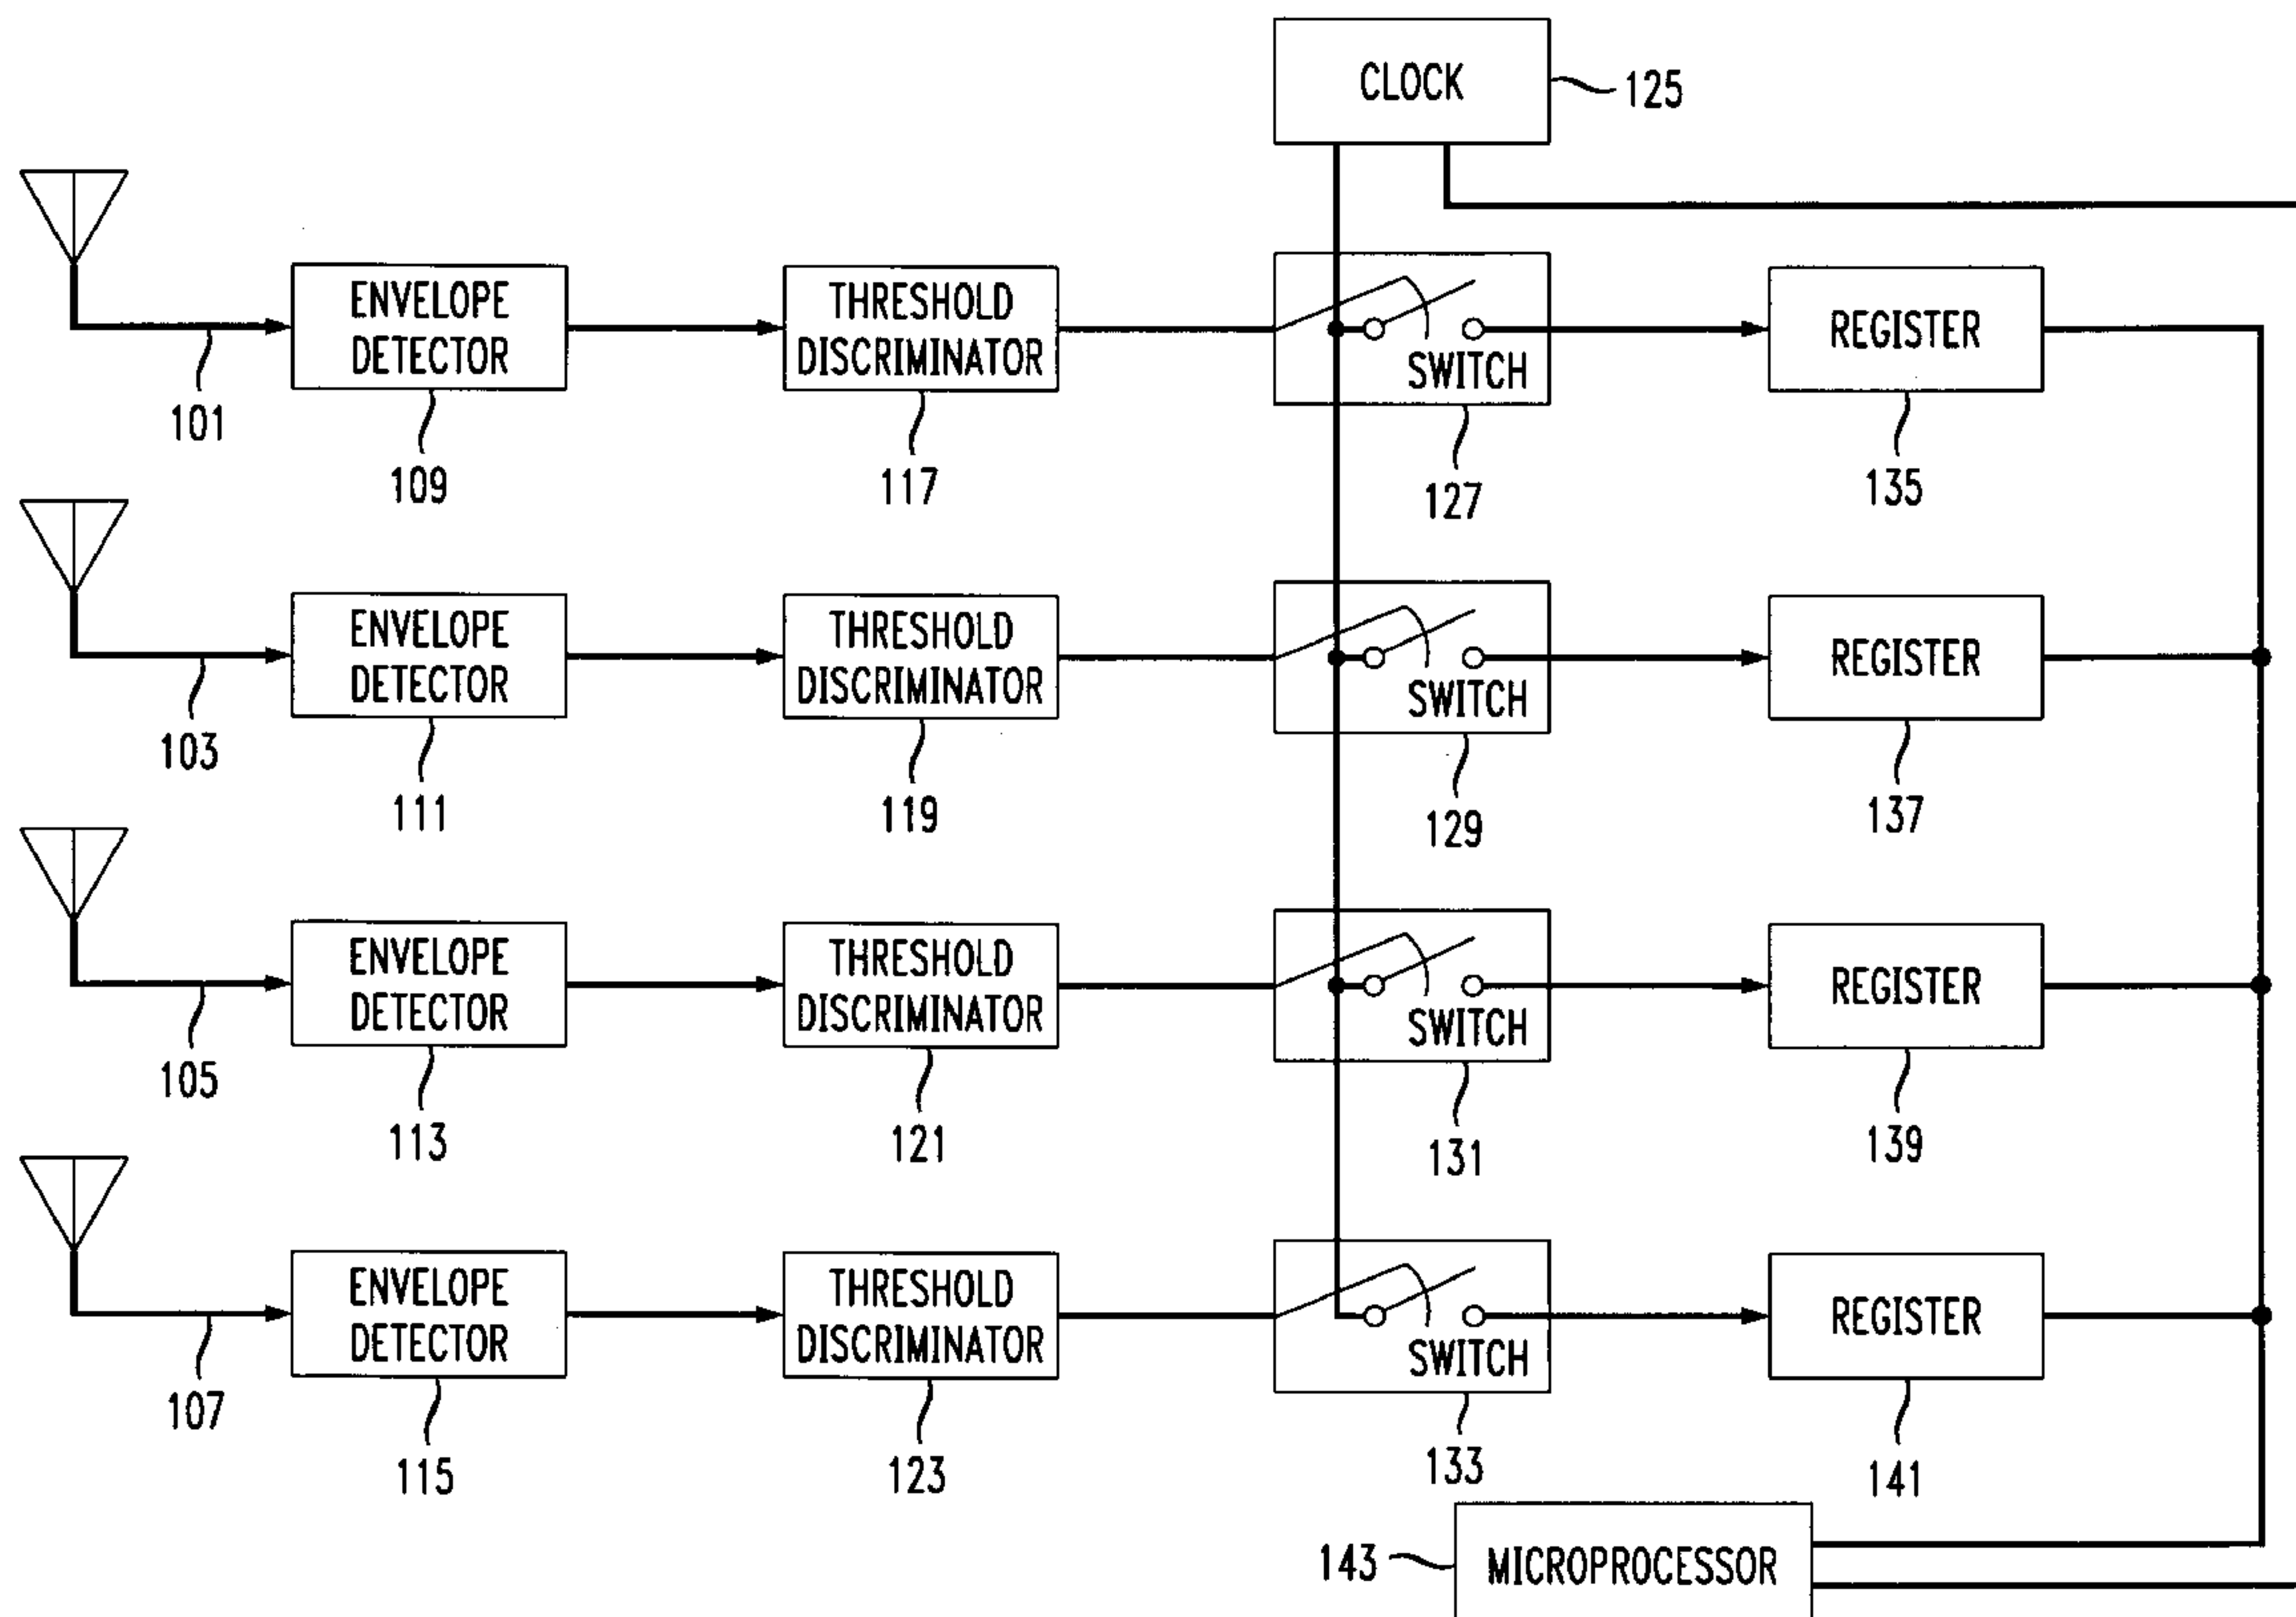 CLOCK
125
ENVELOPE
DETECTOR
THRESHOLD
DISCRIMINATOR
SWITCH
REGISTER
101
109
117
127
135
ENVELOPE
DETECTOR
THRESHOLD
DISCRIMINATOR
SWITCH
REGISTER
103
111
119
129
137
ENVELOPE
DETECTOR
THRESHOLD
DISCRIMINATOR
SWITCH
REGISTER
105
113
121
131
139
ENVELOPE
DETECTOR
THRESHOLD
DISCRIMINATOR
SWITCH
REGISTER
107
115
123
133
141
143
MICROPROCESSOR